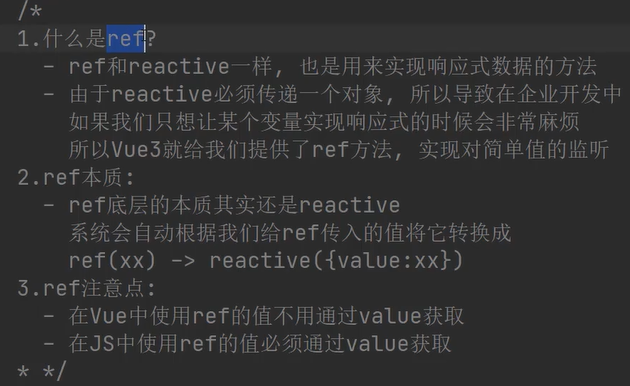 /*
1.什么是ref?
- ref和reactive一样, 也是用来实现响应式数据的方法
- 由于reactive必须传递一个对象, 所以导致在企业开发中
如果我们只想让某个变量实现响应式的时候会非常麻烦
所以Vue3就给我们提供了ref方法, 实现对简单值的监听
2.ref本质:
- ref底层的本质其实还是reactive
系统会自动根据我们给ref传入的值将它转换成
ref(xx) -> reactive({value:xx})
3.ref注意点:
- 在Vue中使用ref的值不用通过value获取
- 在JS中使用ref的值必须通过value获取
* */